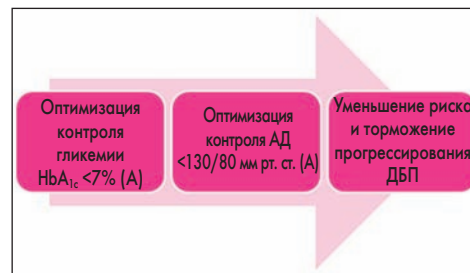 Оптимизация
контроля
гликемии
HbA1c <7% (A)
Оптимизация
контроля АД
<130/80 мм рт. ст. (А)
Уменьшение риска
и торможение
прогрессирования
ДБП